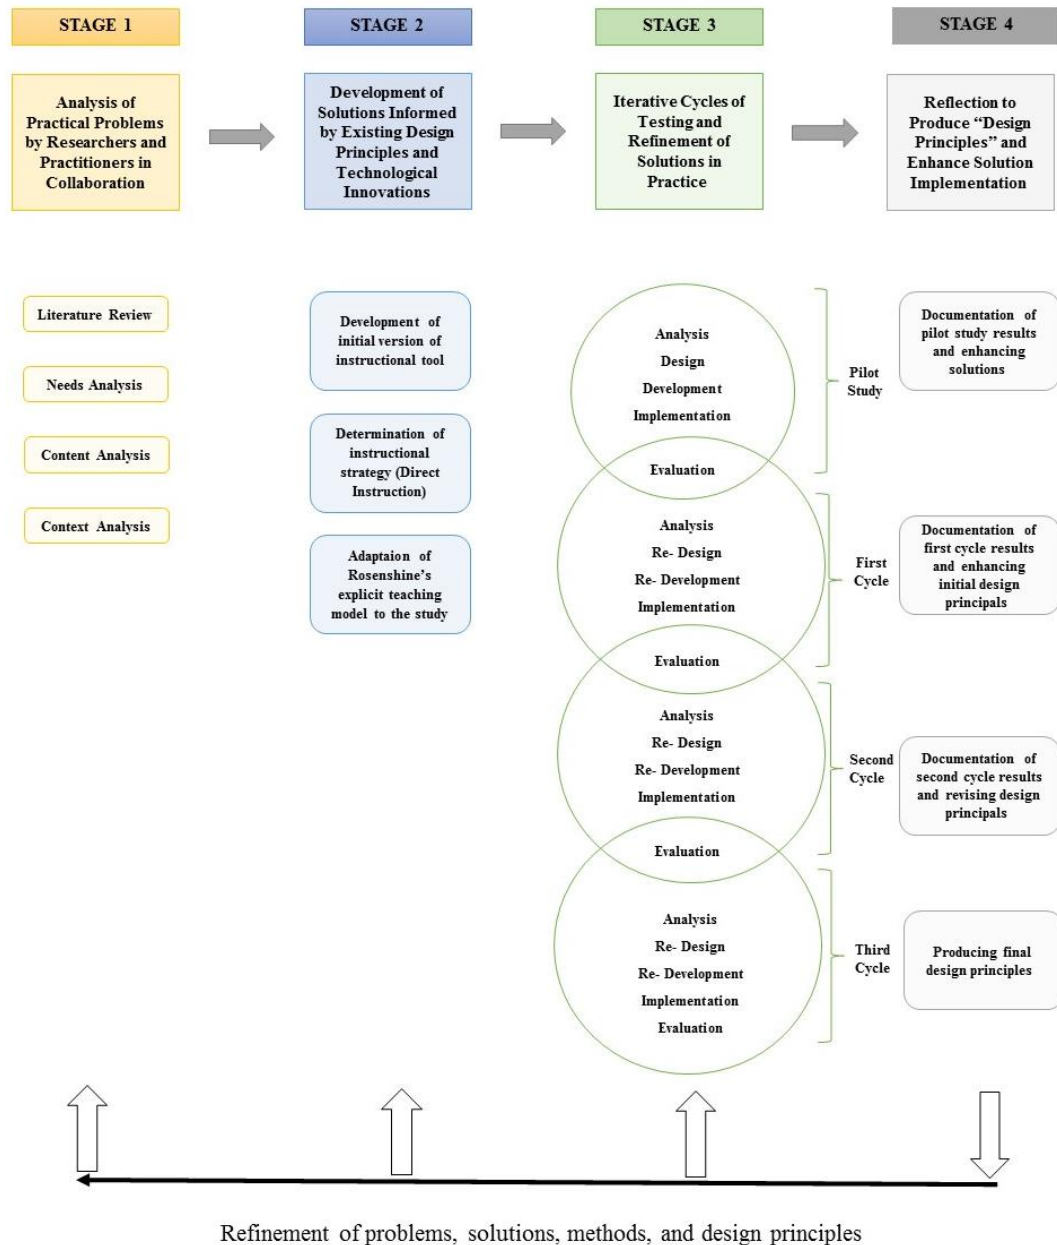 STAGE 1
STAGE 2
STAGE 3
STAGE 4
Analysis of
Practical Problems
by Researchers and
Practitioners in
Collaboration
Development of
Solutions Informed
by Existing Design
Principles and
Technological
Innovations
Iterative Cycles of
Testing and
Refinement of
Solutions in
Practice
Reflection to
Produce “Design
Principles” and
Enhance Solution
Implementation
Literature Review
Needs Analysis
Content Analysis
Context Analysis
Development of
initial version of
instructional tool
Determination of
instructional
strategy (Direct
Instruction)
Adaptaion of
Rosenshine’s
explicit teaching
model to the study
Analysis
Design
Development
Implementation
Evaluation
Analysis
Re- Design
Re- Development
Implementation
Evaluation
Analysis
Re- Design
Re- Development
Implementation
Evaluation
Analysis
Re- Design
Re- Development
Implementation
Evaluation
Pilot
Study
First
Cycle
Second
Cycle
Third
Cycle
Documentation of
pilot study results
and enhancing
solutions
Documentation of
first cycle results
and enhancing
initial design
principals
Documentation of
second cycle results
and revising design
principals
Producing final
design principles
Refinement of problems, solutions, methods, and design principles